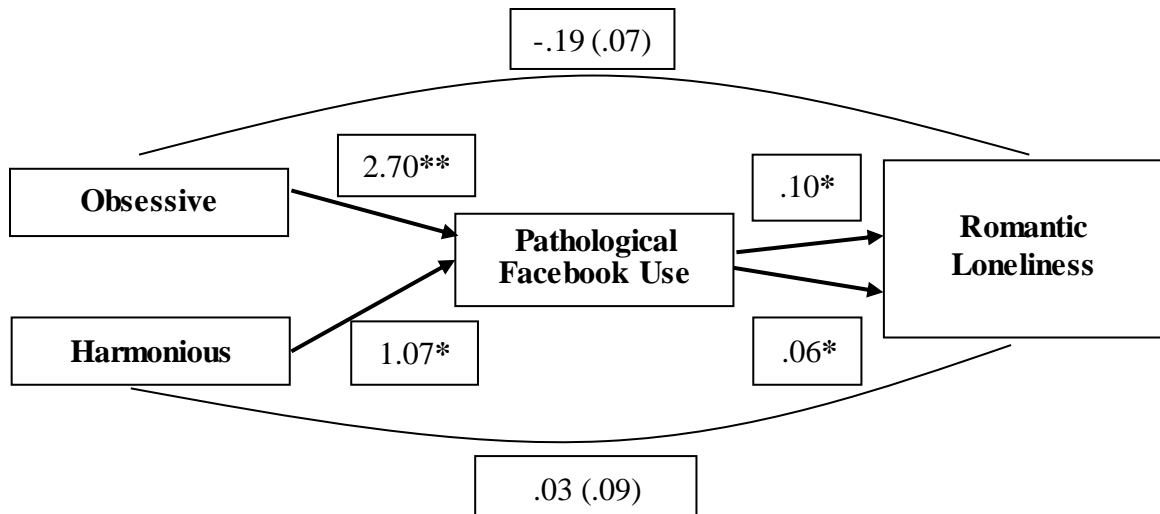 -.19 (.07)
2.70**
.10*
Obsessive
Pathological
Facebook Use
Romantic
Loneliness
Harmonious
1.07*
.06*
.03 (.09)